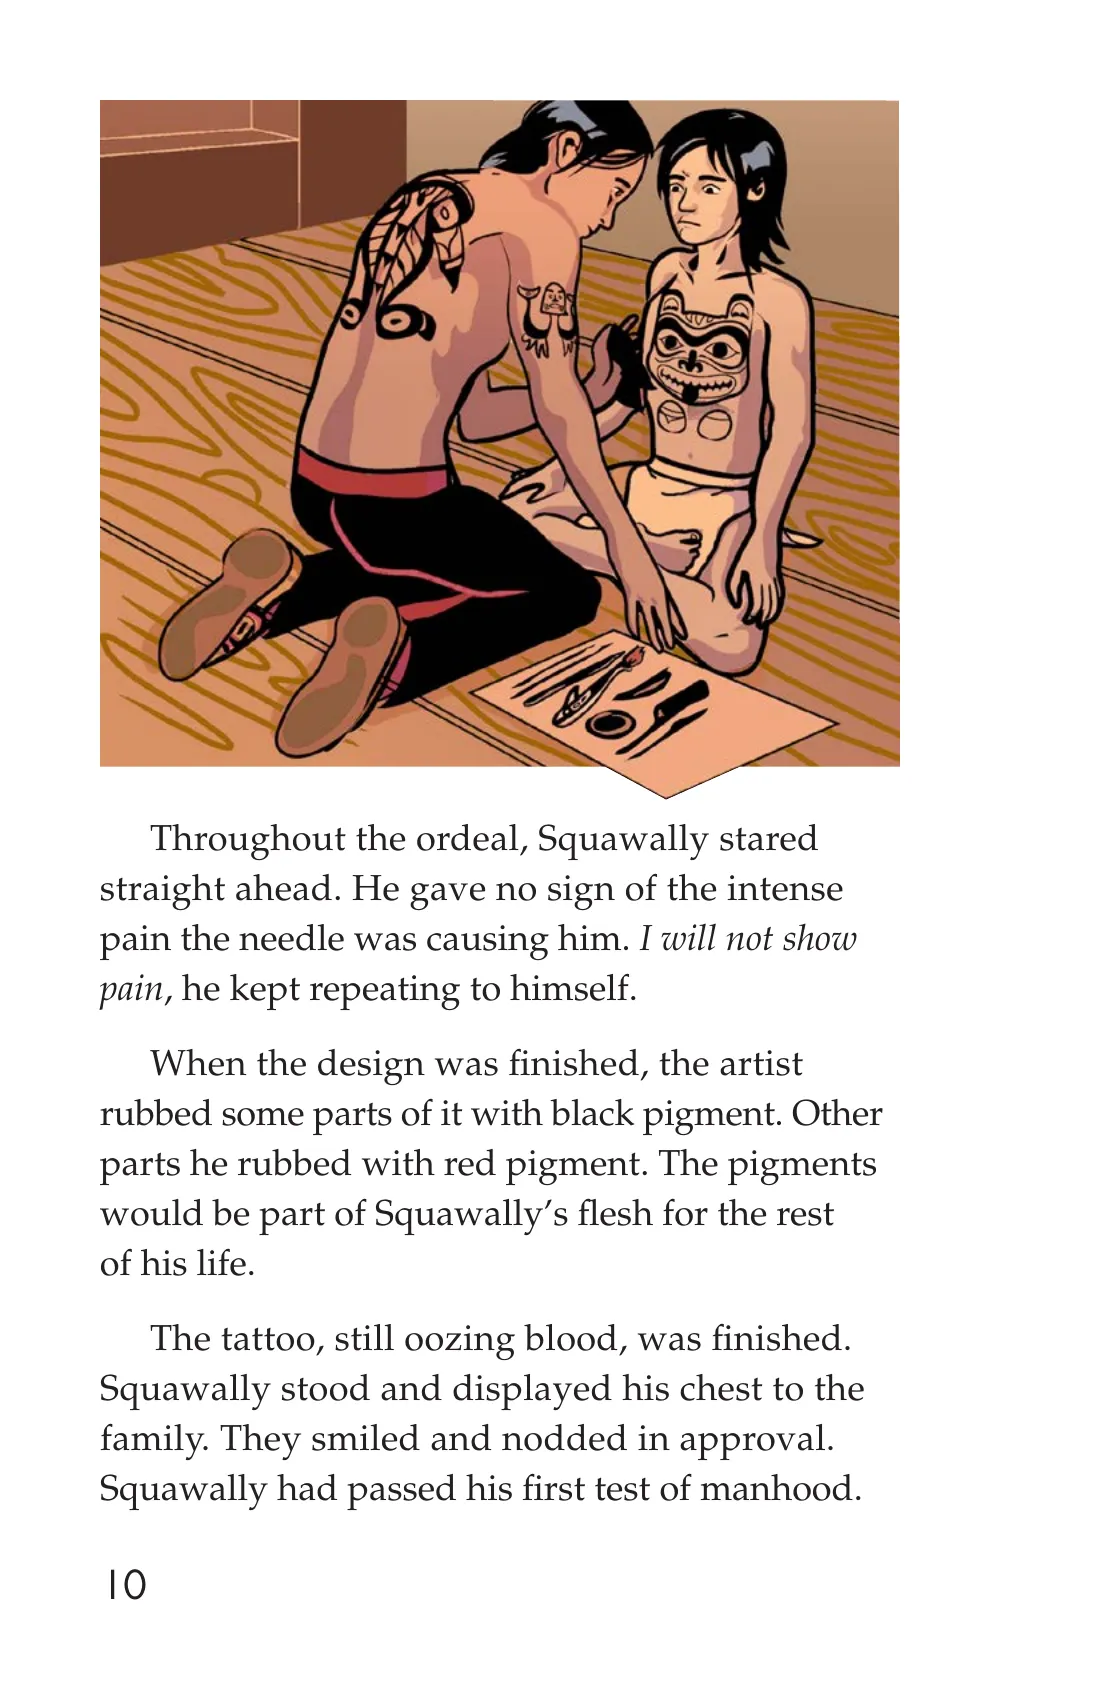 Throughout the ordeal, Squawally stared
straight ahead. He gave no sign of the intense
pain the needle was causing him. I will not show
pain, he kept repeating to himself.
When the design was finished, the artist
rubbed some parts of it with black pigment. Other
parts he rubbed with red pigment. The pigments
would be part of Squawally’s flesh for the rest
of his life.
The tattoo, still oozing blood, was finished.
Squawally stood and displayed his chest to the
family. They smiled and nodded in approval.
Squawally had passed his first test of manhood.
10